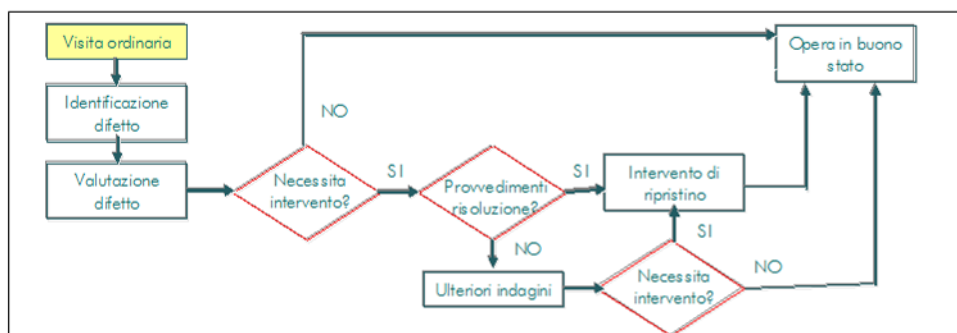 Visita ordinaria
Opera in buono
stato
Identificazione
difetto
NO
Valutazione
difetto
Necessita
intervento?
SI
Provvedimenti
risoluzione?
SI
Intervento di
ripristino
NO
SI
Ulteriori indagini
Necessita
intervento?
NO